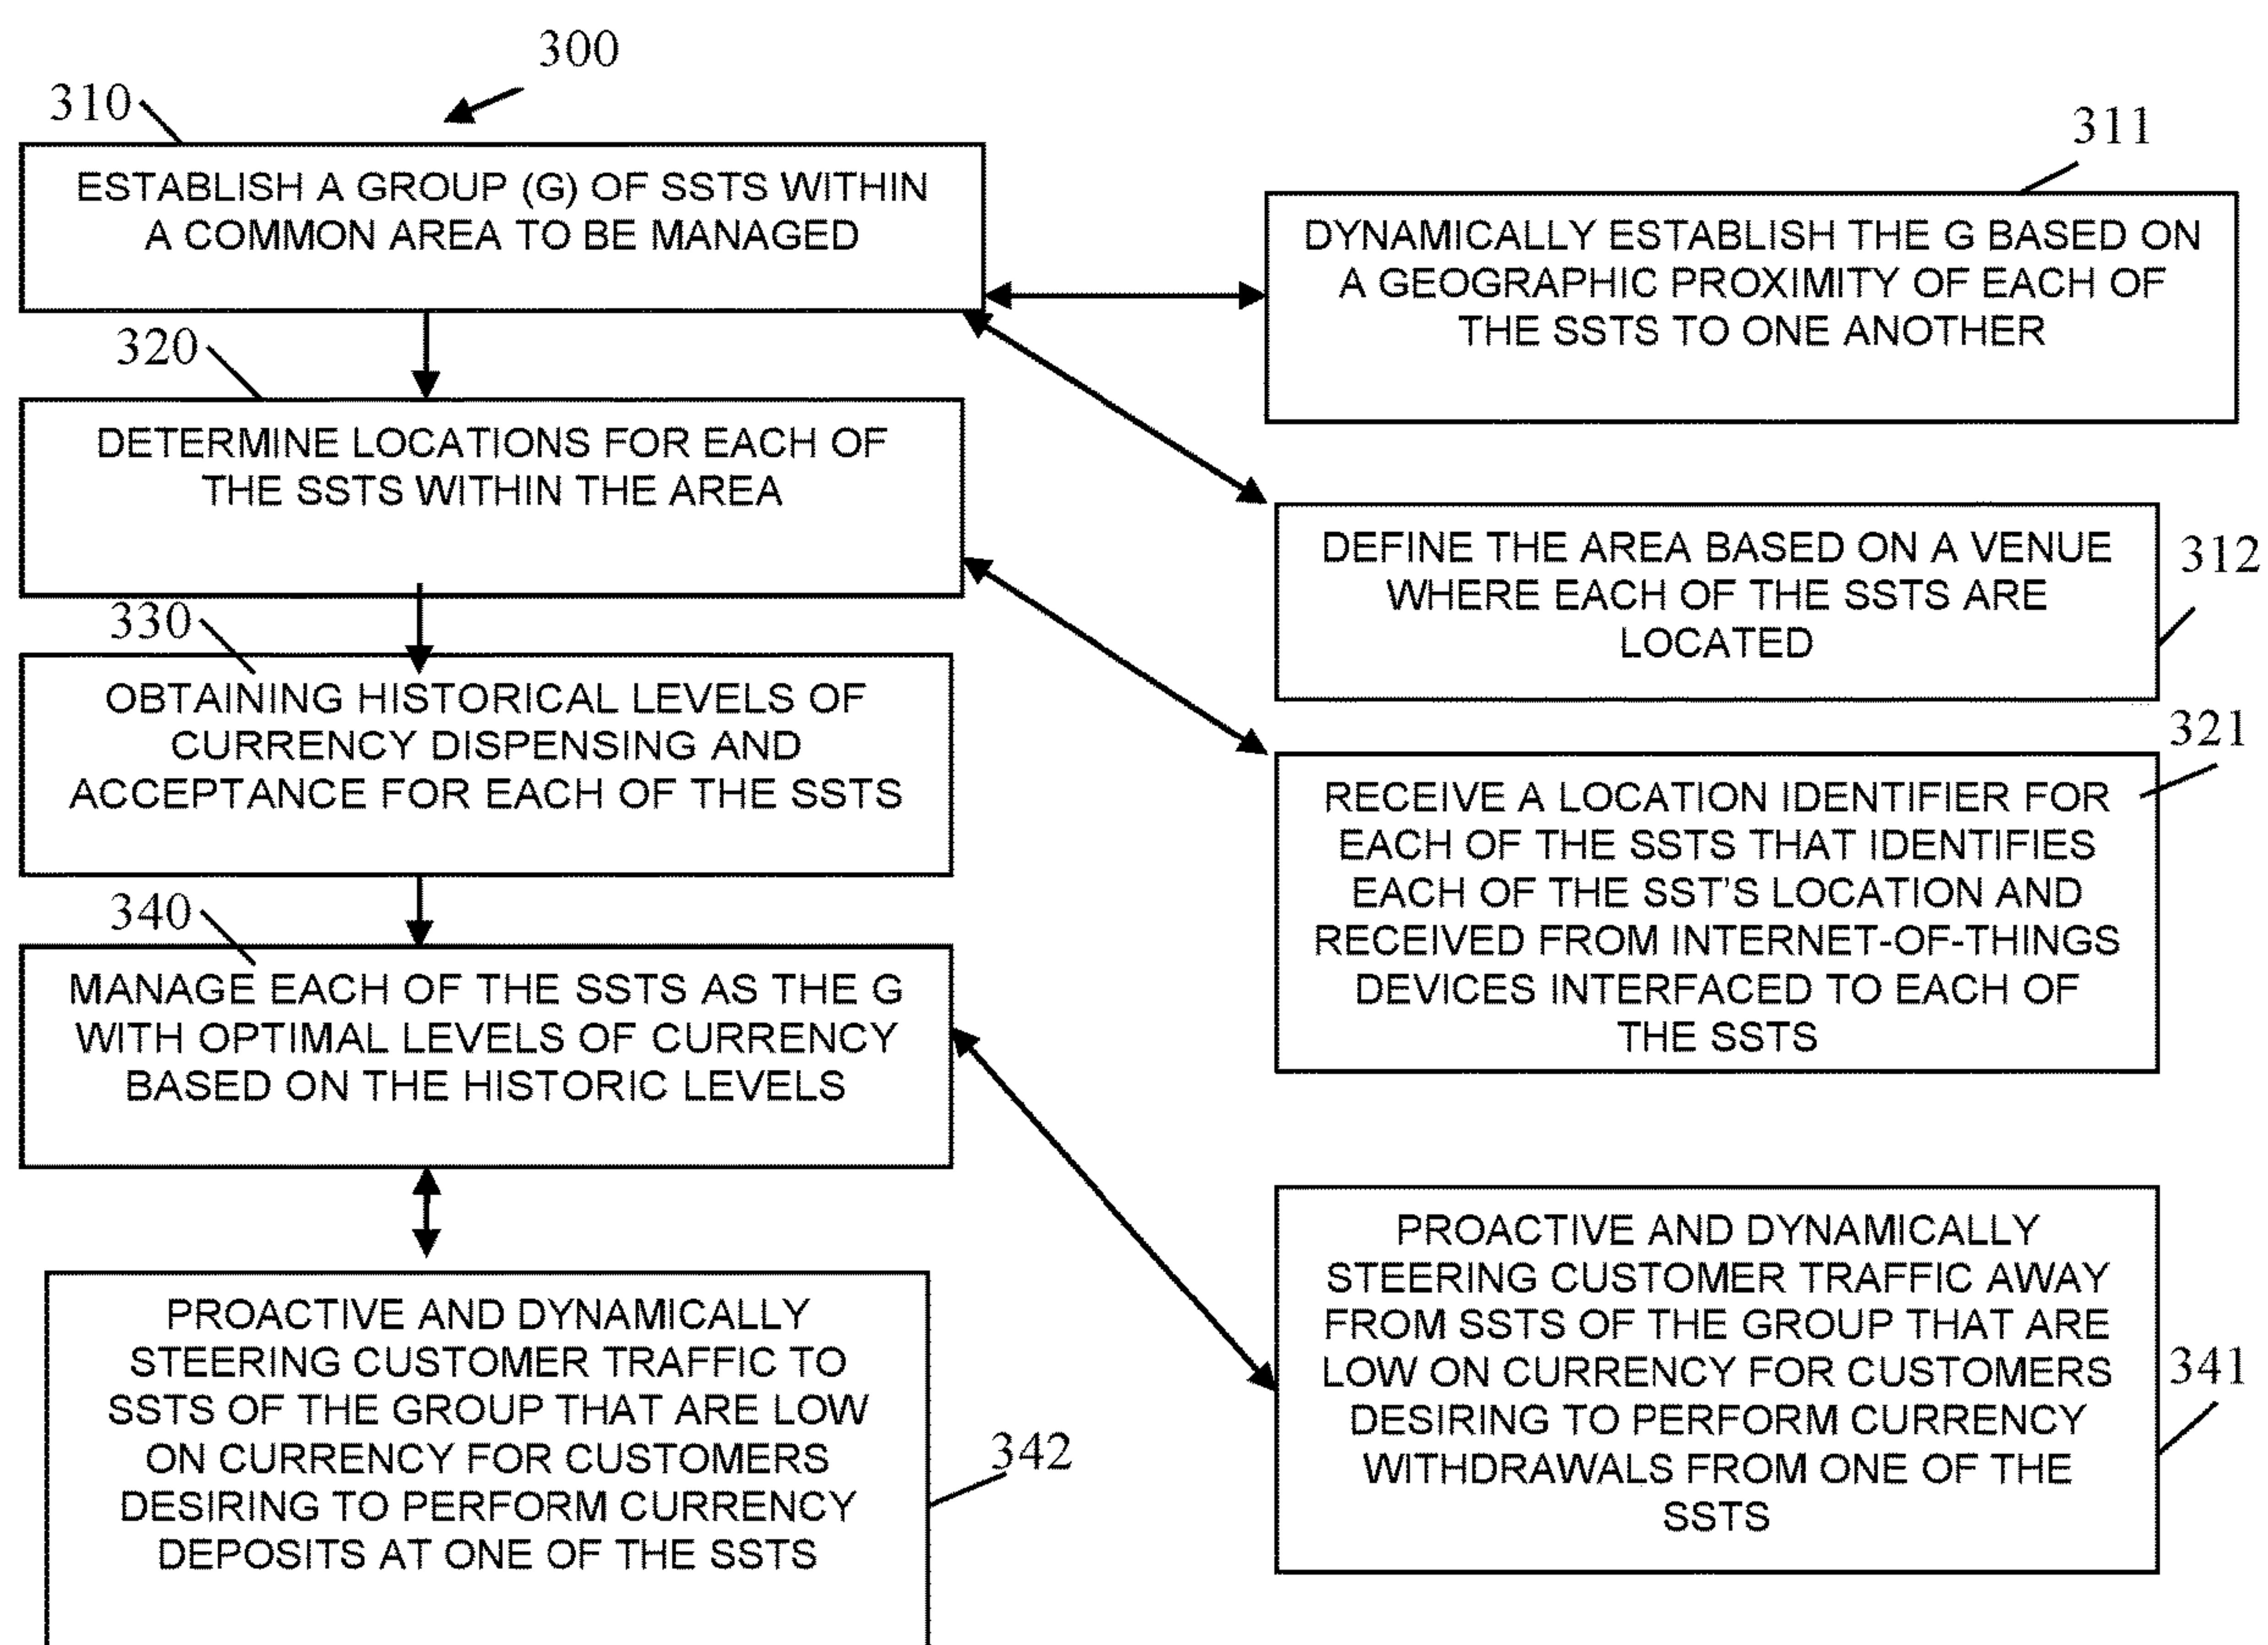 300
310
ESTABLISH A GROUP (G) OF SSTS WITHIN
A COMMON AREA TO BE MANAGED
311
DYNAMICALLY ESTABLISH THE G BASED ON
A GEOGRAPHIC PROXIMITY OF EACH OF
THE SSTS TO ONE ANOTHER
320
DETERMINE LOCATIONS FOR EACH OF
THE SSTS WITHIN THE AREA
312
DEFINE THE AREA BASED ON A VENUE
WHERE EACH OF THE SSTS ARE
LOCATED
330
OBTAINING HISTORICAL LEVELS OF
CURRENCY DISPENSING AND
ACCEPTANCE FOR EACH OF THE SSTS
321
RECEIVE A LOCATION IDENTIFIER FOR
EACH OF THE SSTS THAT IDENTIFIES
EACH OF THE SST'S LOCATION AND
RECEIVED FROM INTERNET-OF-THINGS
DEVICES INTERFACED TO EACH OF
THE SSTS
340
MANAGE EACH OF THE SSTS AS THE G
WITH OPTIMAL LEVELS OF CURRENCY
BASED ON THE HISTORIC LEVELS
341
PROACTIVE AND DYNAMICALLY
STEERING CUSTOMER TRAFFIC AWAY
FROM SSTS OF THE GROUP THAT ARE
LOW ON CURRENCY FOR CUSTOMERS
DESIRING TO PERFORM CURRENCY
WITHDRAWALS FROM ONE OF THE
SSTS
342
PROACTIVE AND DYNAMICALLY
STEERING CUSTOMER TRAFFIC TO
SSTS OF THE GROUP THAT ARE LOW
ON CURRENCY FOR CUSTOMERS
DESIRING TO PERFORM CURRENCY
DEPOSITS AT ONE OF THE SSTS